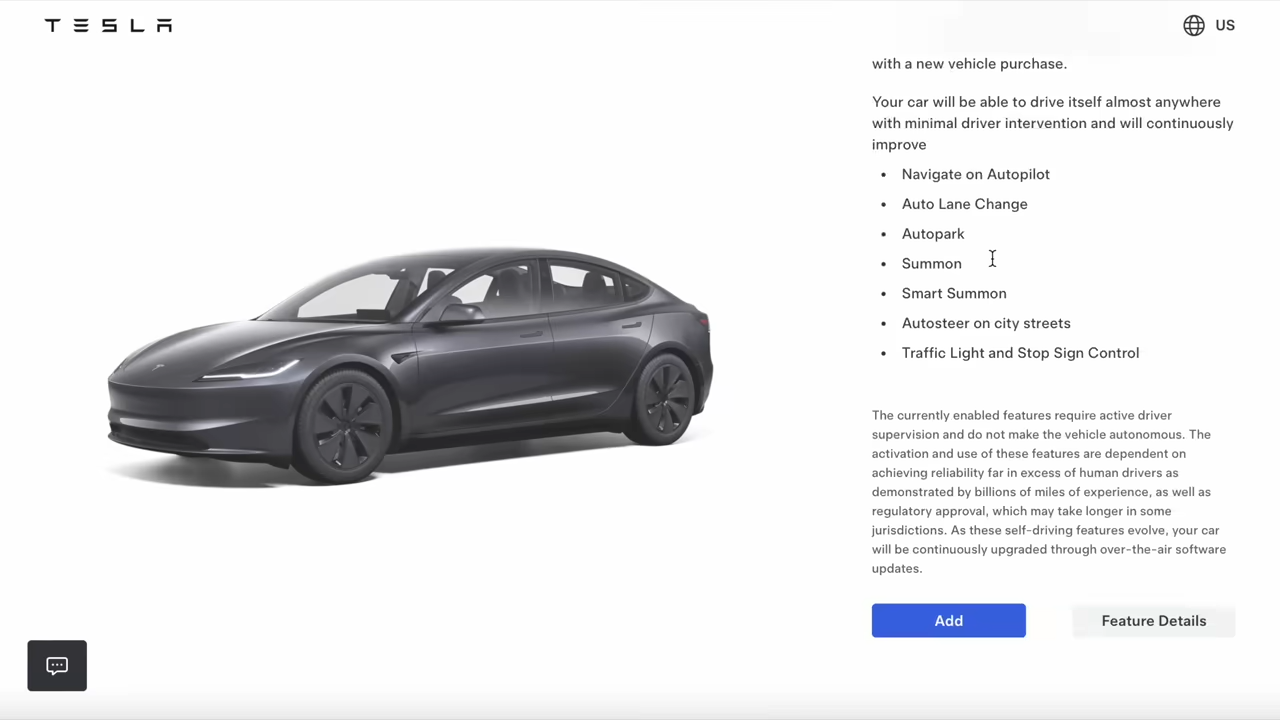 TESLA
US
with a new vehicle purchase.
Your car will be able to drive itself almost anywhere
with minimal driver intervention and will continuously
improve
• Navigate on Autopilot
• Auto Lane Change
• Autopark
• Summon
• Smart Summon
• Autosteer on city streets
• Traffic Light and Stop Sign Control
The currently enabled features require active driver
supervision and do not make the vehicle autonomous. The
activation and use of these features are dependent on
achieving reliability far in excess of human drivers as
demonstrated by billions of miles of experience, as well as
regulatory approval, which may take longer in some
jurisdictions. As these self-driving features evolve, your car
will be continuously upgraded through over-the-air software
updates.
Add
Feature Details